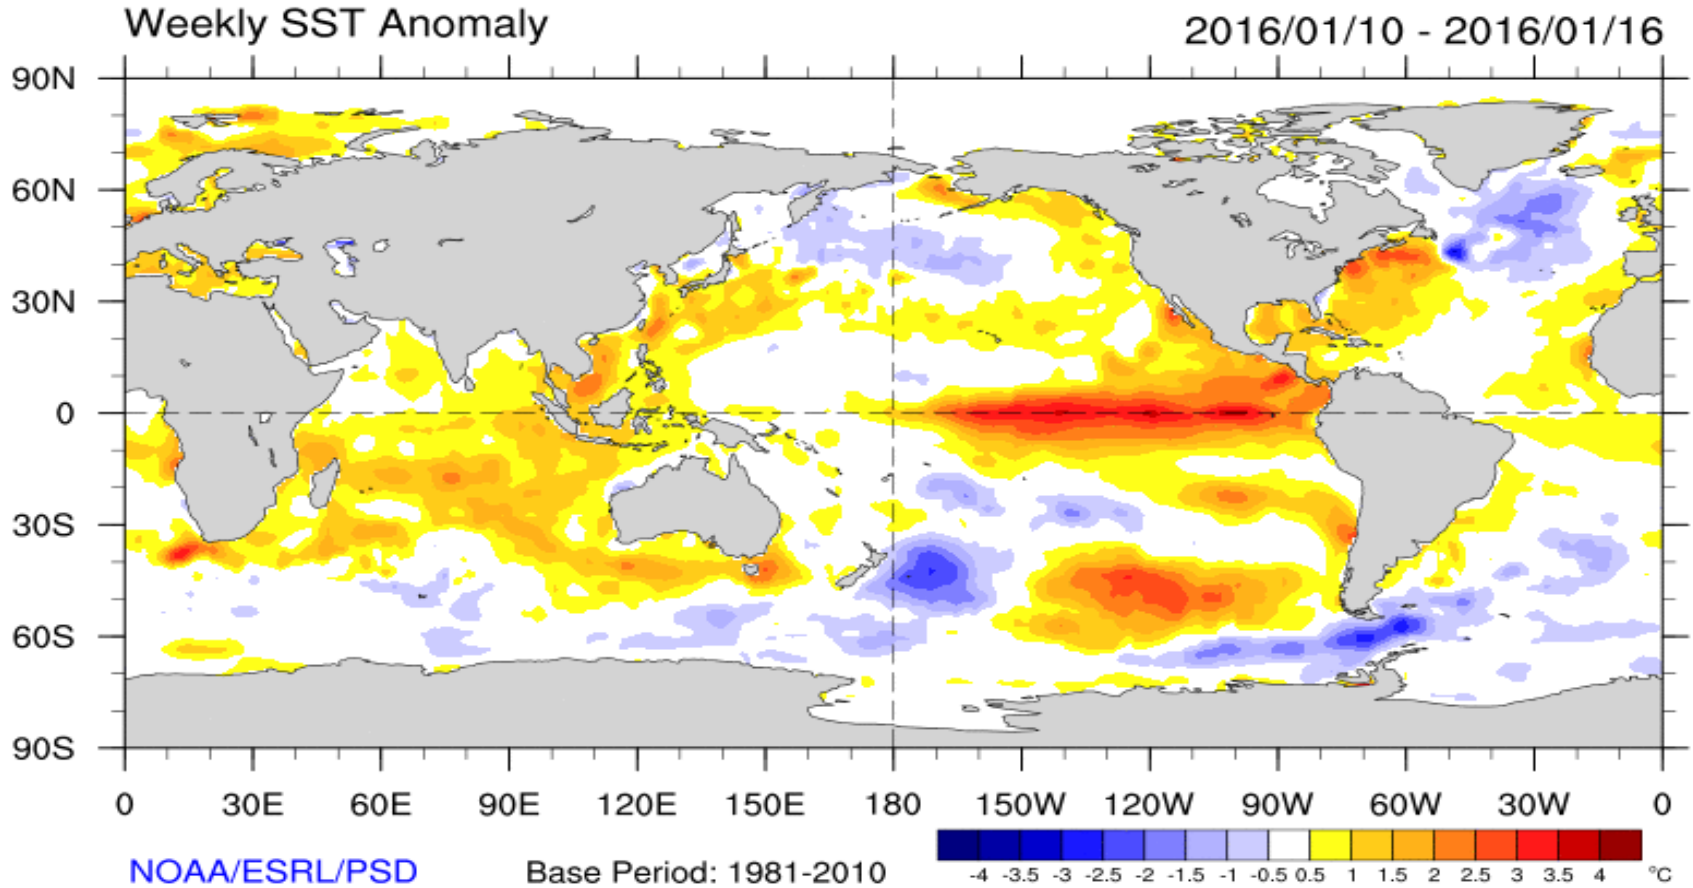 Weekly SST Anomaly 2016/01/10 - 2016/01/16
90N
60N
30N
0
30S
60S
90S
0 30E 60E 90E 120E 150E 180 150W 120W 90W 60W 30W 0
-4 -3.5 -3 -2.5 -2 -1.5 -1 -0.5 0.5 1 1.5 2 2.5 3 3.5 4 °C
NOAA/ESRL/PSD Base Period: 1981-2010